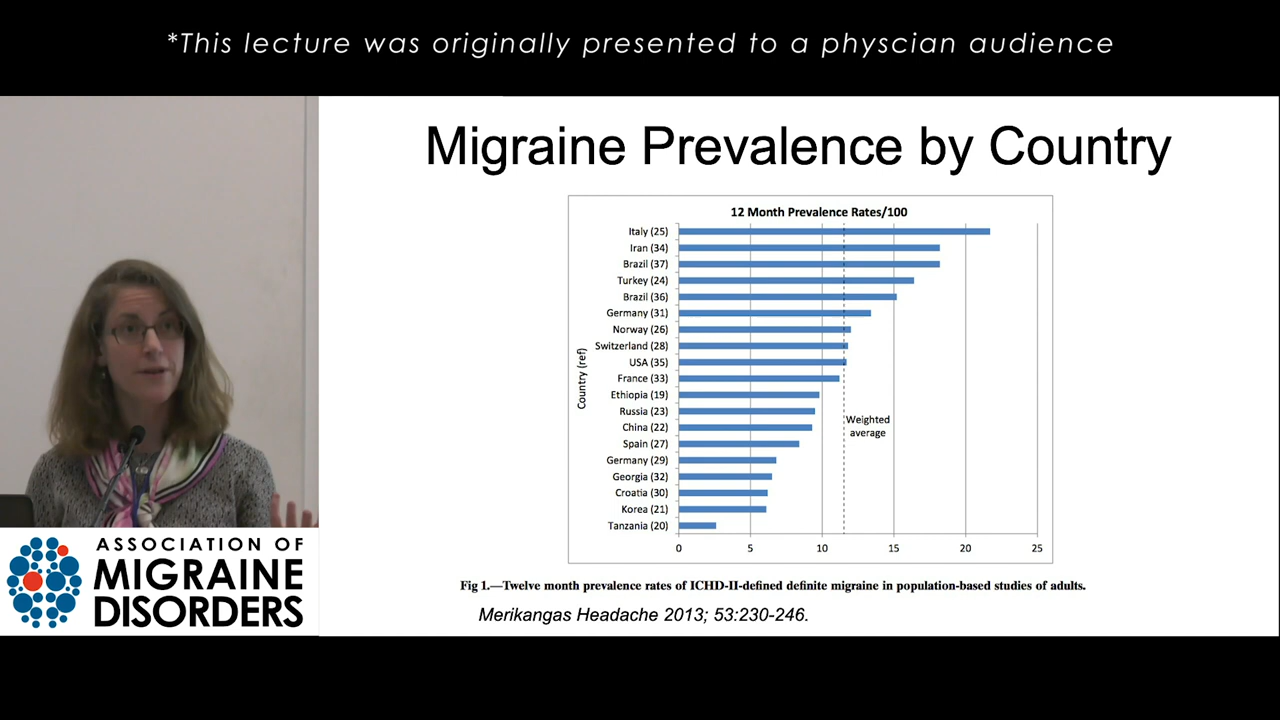 *This lecture was originally presented to a physcian audience
Migraine Prevalence by Country
12 Month Prevalence Rates/100
Country (ref)
Italy (25)
Iran (34)
Brazil (37)
Turkey (24)
Brazil (36)
Germany (31)
Norway (26)
Switzerland (28)
USA (35)
France (33)
Ethiopia (19)
Russia (23)
China (22)
Spain (27)
Germany (29)
Georgia (32)
Croatia (30)
Korea (21)
Tanzania (20)
Weighted
average
0 5 10 15 20 25
Fig 1.—Twelve month prevalence rates of ICHD-II-defined definite migraine in population-based studies of adults.
Merikangas Headache 2013; 53:230-246.
ASSOCIATION OF
MIGRAINE
DISORDERS